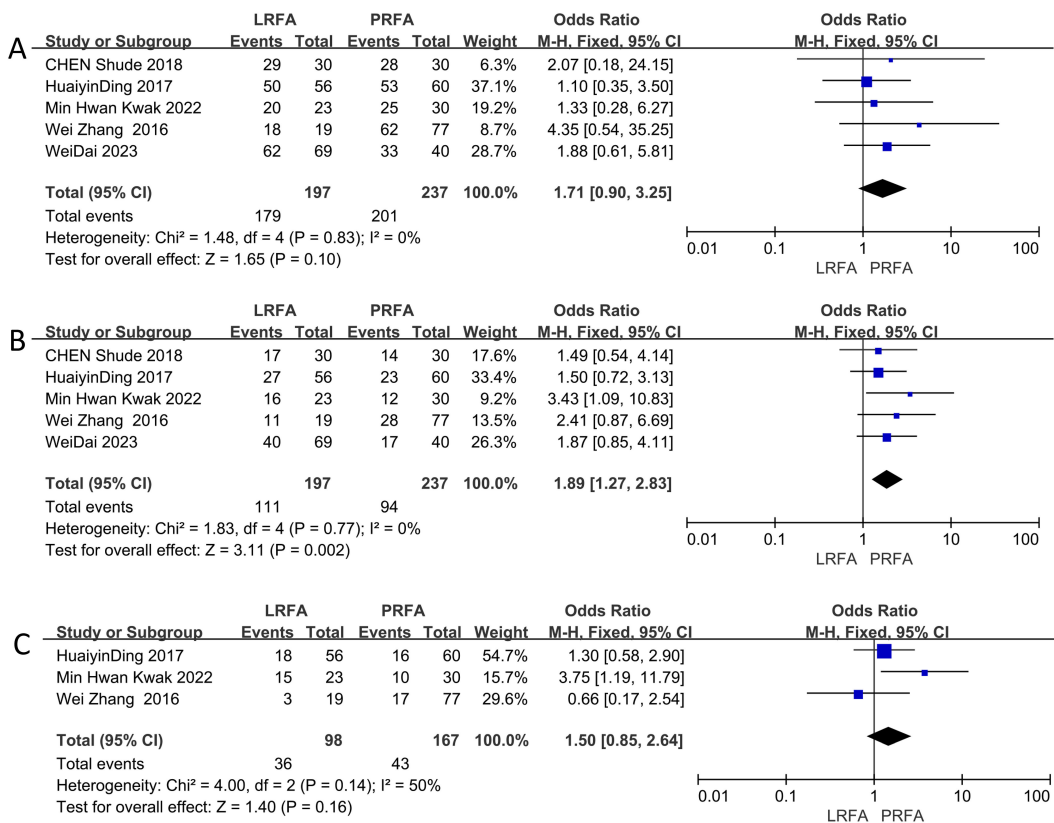 A
LRFA PRFA Odds Ratio Odds Ratio
Study or Subgroup Events Total Events Total Weight M-H, Fixed, 95% CI M-H, Fixed, 95% CI
CHEN Shude 2018 29 30 28 30 6.3% 2.07 [0.18, 24.15]
HuaiyinDing 2017 50 56 53 60 37.1% 1.10 [0.35, 3.50]
Min Hwan Kwak 2022 20 23 25 30 19.2% 1.33 [0.28, 6.27]
Wei Zhang 2016 18 19 62 77 8.7% 4.35 [0.54, 35.25]
WeiDai 2023 62 69 33 40 28.7% 1.88 [0.61, 5.81]
Total (95% CI) 197 237 100.0% 1.71 [0.90, 3.25]
Total events 179 201
Heterogeneity: Chi² = 1.48, df = 4 (P = 0.83); I² = 0%
Test for overall effect: Z = 1.65 (P = 0.10)
0.01 0.1 1 10 100
LRFA PRFA
B
LRFA PRFA Odds Ratio Odds Ratio
Study or Subgroup Events Total Events Total Weight M-H, Fixed, 95% CI M-H, Fixed, 95% CI
CHEN Shude 2018 17 30 14 30 17.6% 1.49 [0.54, 4.14]
HuaiyinDing 2017 27 56 23 60 33.4% 1.50 [0.72, 3.13]
Min Hwan Kwak 2022 16 23 12 30 9.2% 3.43 [1.09, 10.83]
Wei Zhang 2016 11 19 28 77 13.5% 2.41 [0.87, 6.69]
WeiDai 2023 40 69 17 40 26.3% 1.87 [0.85, 4.11]
Total (95% CI) 197 237 100.0% 1.89 [1.27, 2.83]
Total events 111 94
Heterogeneity: Chi² = 1.83, df = 4 (P = 0.77); I² = 0%
Test for overall effect: Z = 3.11 (P = 0.002)
0.01 0.1 1 10 100
LRFA PRFA
C
LRFA PRFA Odds Ratio Odds Ratio
Study or Subgroup Events Total Events Total Weight M-H, Fixed, 95% CI M-H, Fixed, 95% CI
HuaiyinDing 2017 18 56 16 60 54.7% 1.30 [0.58, 2.90]
Min Hwan Kwak 2022 15 23 10 30 15.7% 3.75 [1.19, 11.79]
Wei Zhang 2016 3 19 17 77 29.6% 0.66 [0.17, 2.54]
Total (95% CI) 98 167 100.0% 1.50 [0.85, 2.64]
Total events 36 43
Heterogeneity: Chi² = 4.00, df = 2 (P = 0.14); I² = 50%
Test for overall effect: Z = 1.40 (P = 0.16)
0.01 0.1 1 10 100
LRFA PRFA